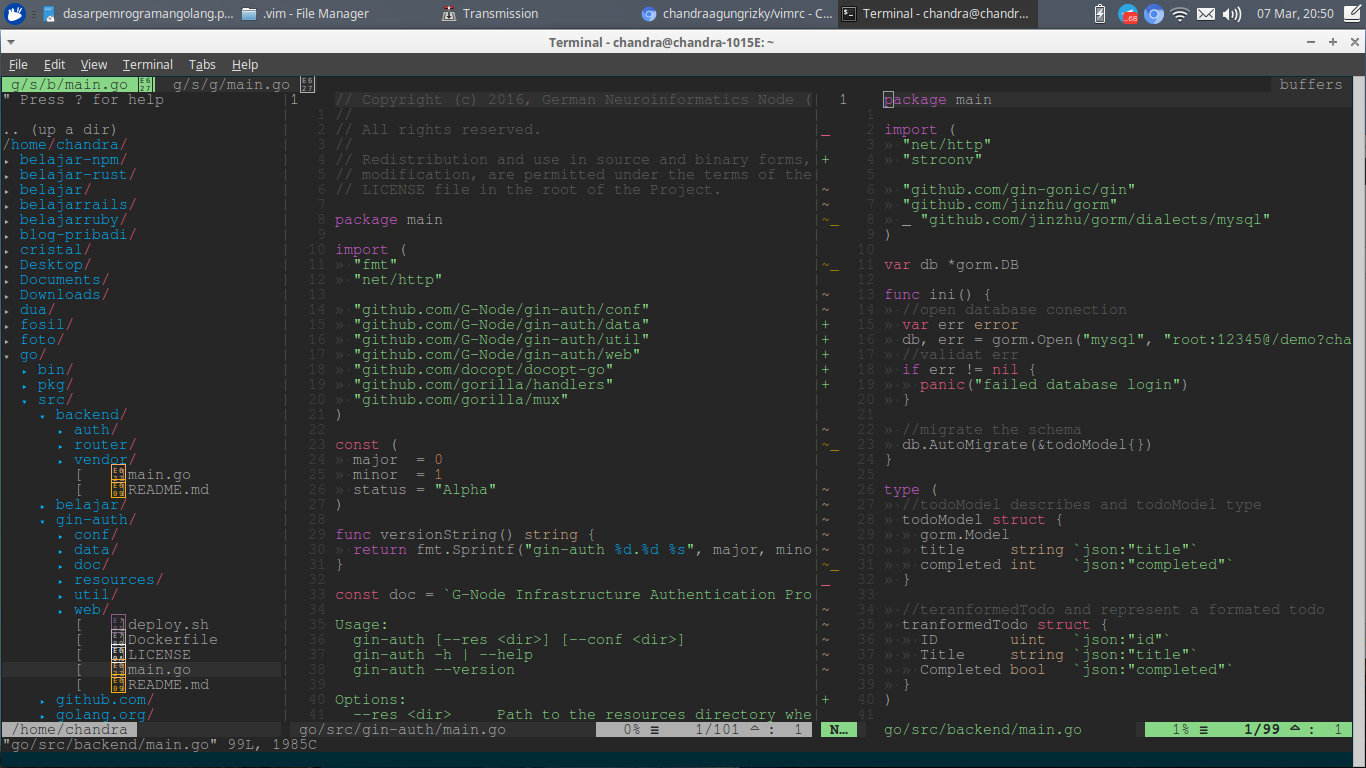 dasarpemrogramangolang.p... .vim - File Manager Transmission chandraagungrizky/vimrc - C... Terminal - chandra@chandr... .68 07 Mar, 20:50
Terminal - chandra@chandra-1015E: ~
File Edit View Terminal Tabs Help
g/s/b/main.go g/s/g/main.go buffers
" Press ? for help
.. (up a dir)
/home/chandra/
▸ belajar-npm/
▸ belajar-rust/
▸ belajar/
▸ belajarrails/
▸ belajarruby/
▸ blog-pribadi/
▸ cristal/
▸ Desktop/
▸ Documents/
▸ Downloads/
▸ dua/
▸ fosil/
▸ foto/
▾ go/
▸ bin/
▸ pkg/
▾ src/
▾ backend/
▸ auth/
▸ router/
▸ vendor/
[ main.go
[ README.md
▸ belajar/
▾ gin-auth/
▸ conf/
▸ data/
▸ doc/
▸ resources/
▸ util/
▸ web/
[ deploy.sh
[ Dockerfile
[ LICENSE
[ main.go
[ README.md
▸ github.com/
▸ golang.org/
/home/chandra
1 // Copyright (c) 2016, German Neuroinformatics Node (
1 //
2 // All rights reserved.
3 //
4 // Redistribution and use in source and binary forms,
5 // modification, are permitted under the terms of the
6 // LICENSE file in the root of the Project.
7
8 package main
9
10 import (
11 » "fmt"
12 » "net/http"
13
14 » "github.com/G-Node/gin-auth/conf"
15 » "github.com/G-Node/gin-auth/data"
16 » "github.com/G-Node/gin-auth/util"
17 » "github.com/G-Node/gin-auth/web"
18 » "github.com/docopt/docopt-go"
19 » "github.com/gorilla/handlers"
20 » "github.com/gorilla/mux"
21 )
22
23 const (
24 » major = 0
25 » minor = 1
26 » status = "Alpha"
27 )
28
29 func versionString() string {
30 » return fmt.Sprintf("gin-auth %d.%d %s", major, mino
31 }
32
33 const doc = `G-Node Infrastructure Authentication Pro
34
35 Usage:
36 gin-auth [--res <dir>] [--conf <dir>]
37 gin-auth -h | --help
38 gin-auth --version
39
40 Options:
41 --res <dir> Path to the resources directory whe
go/src/gin-auth/main.go 0% ≡ 1/101 : 1
1 package main
1
_ 2 import (
3 » "net/http"
+ 4 » "strconv"
5
~ 6 » "github.com/gin-gonic/gin"
~ 7 » "github.com/jinzhu/gorm"
~_ 8 » _ "github.com/jinzhu/gorm/dialects/mysql"
9 )
10
~_ 11 var db *gorm.DB
12
~ 13 func ini() {
~ 14 » //open database conection
+ 15 » var err error
+ 16 » db, err = gorm.Open("mysql", "root:12345@/demo?cha
+ 17 » //validat err
+ 18 » if err != nil {
+ 19 » » panic("failed database login")
20 » }
21
~ 22 » //migrate the schema
~_ 23 » db.AutoMigrate(&todoModel{})
24 }
25
~ 26 type (
~ 27 » //todoModel describes and todoModel type
~ 28 » todoModel struct {
~ 29 » » gorm.Model
~ 30 » » title string `json:"title"`
~_ 31 » » completed int `json:"completed"`
_ 32 » }
33
~ 34 » //teranformedTodo and represent a formated todo
~ 35 » tranformedTodo struct {
~ 36 » » ID uint `json:"id"`
~ 37 » » Title string `json:"title"`
~ 38 » » Completed bool `json:"completed"`
39 » }
+ 40 )
41
N... go/src/backend/main.go 1% ≡ 1/99 : 1
"go/src/backend/main.go" 99L, 1985C